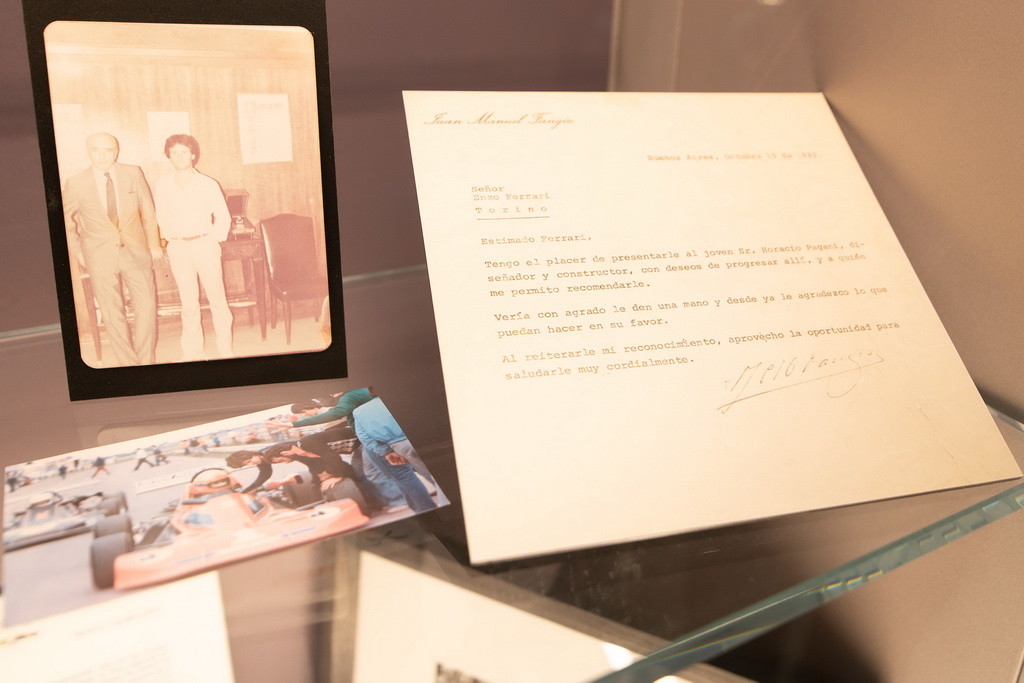 Juan Manuel Fangio
Buenos Aires, Octubre 15 de 1982.
Señor
Enzo Ferrari
T o r i n o
Estimado Ferrari.
Tengo el placer de presentarle al joven Sr. Horacio Pagani, di-
señador y constructor, con deseos de progresar allí, y a quién
me permito recomendarle.
Vería con agrado le den una mano y desde ya le agradezco lo que
puedan hacer en su favor.
Al reiterarle mi reconocimiento, aprovecho la oportunidad para
saludarle muy cordialmente.